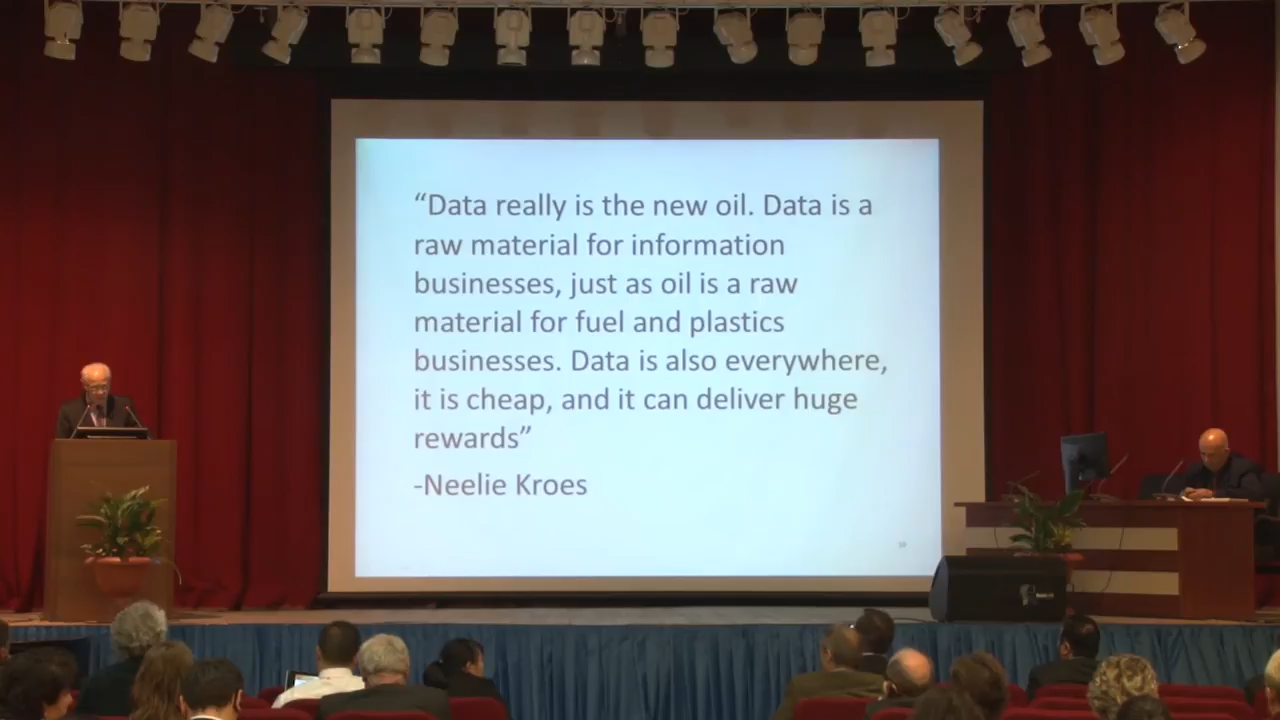 “Data really is the new oil. Data is a
raw material for information
businesses, just as oil is a raw
material for fuel and plastics
businesses. Data is also everywhere,
it is cheap, and it can deliver huge
rewards”
-Neelie Kroes